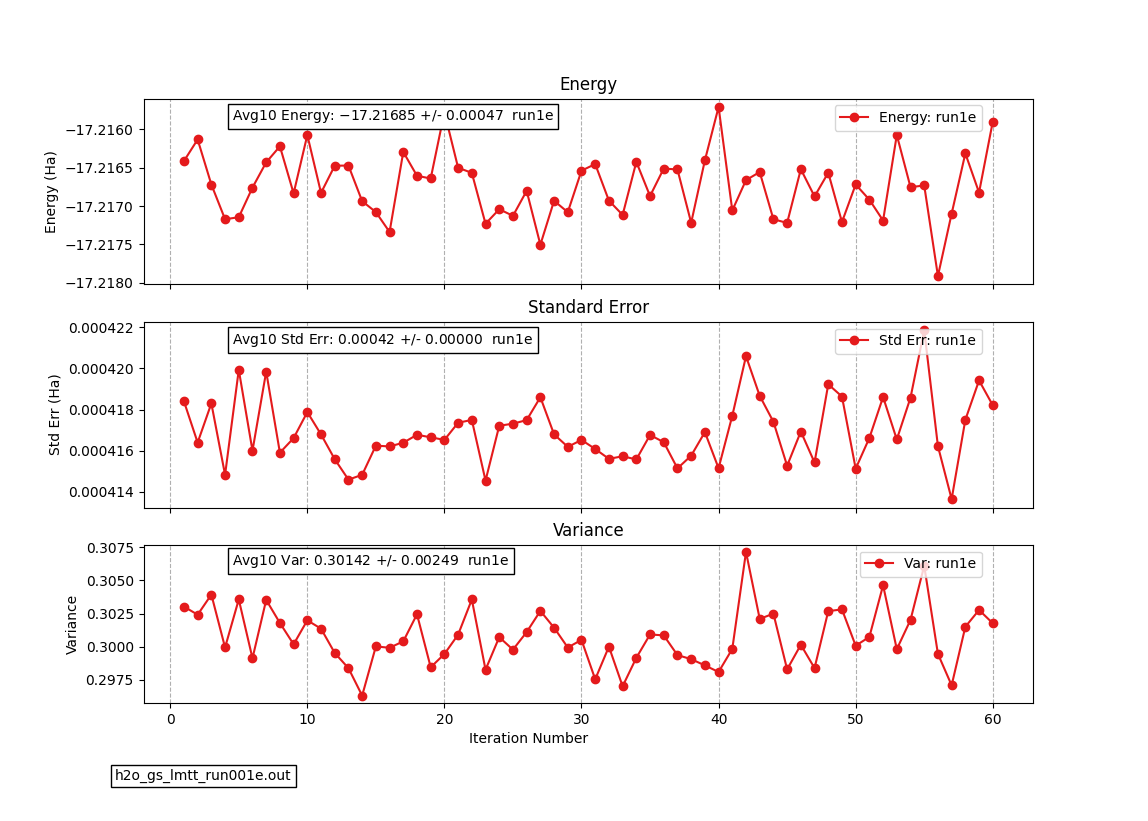 Energy
Avg10 Energy: −17.21685 +/- 0.00047 run1e
Energy: run1e
−17.2160
−17.2165
−17.2170
−17.2175
−17.2180
Energy (Ha)
Standard Error
Avg10 Std Err: 0.00042 +/- 0.00000 run1e
Std Err: run1e
0.000422
0.000420
0.000418
0.000416
0.000414
Std Err (Ha)
Variance
Avg10 Var: 0.30142 +/- 0.00249 run1e
Var: run1e
0.3075
0.3050
0.3025
0.3000
0.2975
Variance
0 10 20 30 40 50 60
Iteration Number
h2o_gs_lmtt_run001e.out